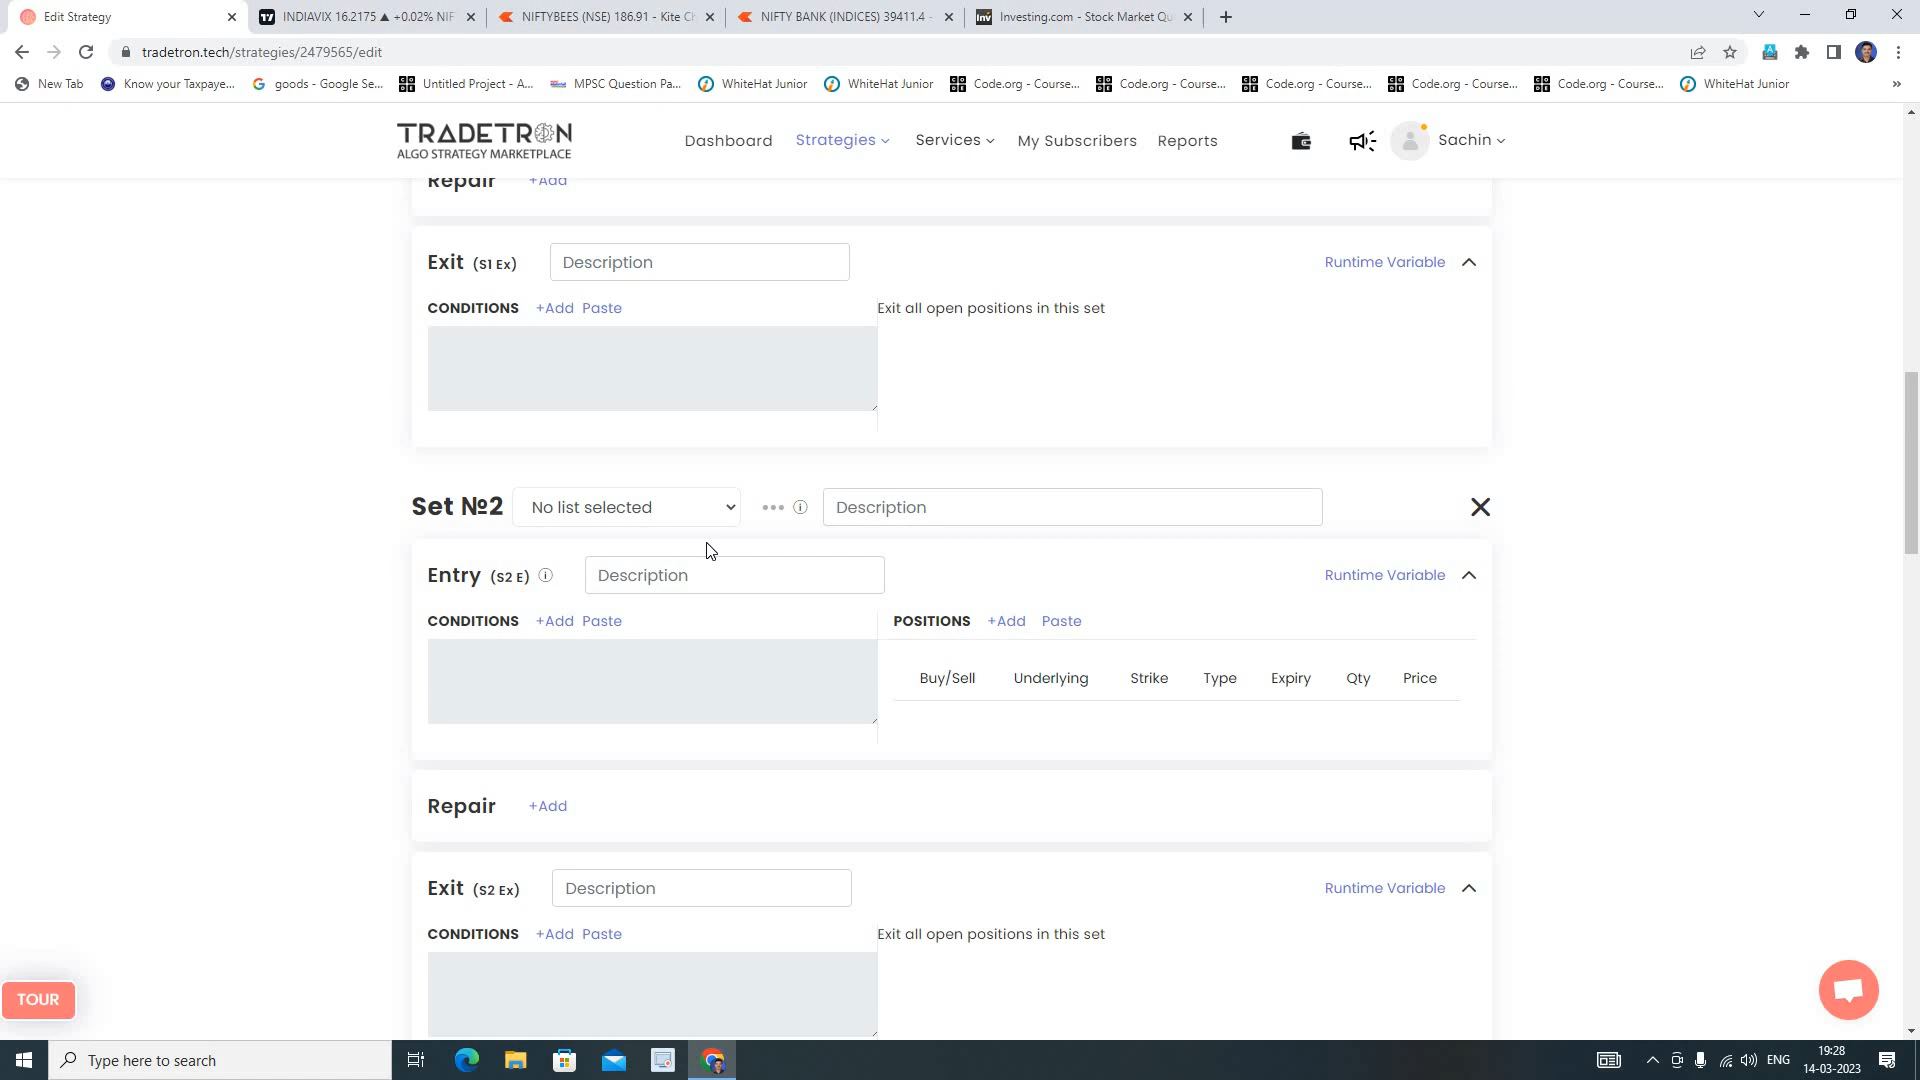 Edit Strategy
INDIAVIX 16.2175 ▲ +0.02% NIF
NIFTYBEES (NSE) 186.91 - Kite Ch
NIFTY BANK (INDICES) 39411.4 -
Inv Investing.com - Stock Market Qu
tradetron.tech/strategies/2479565/edit
New Tab
Know your Taxpaye...
goods - Google Se...
Untitled Project - A...
MPSC Question Pa...
WhiteHat Junior
WhiteHat Junior
Code.org - Course...
Code.org - Course...
Code.org - Course...
Code.org - Course...
Code.org - Course...
WhiteHat Junior
»
TRADETRON
ALGO STRATEGY MARKETPLACE
Dashboard
Strategies
Services
My Subscribers
Reports
Sachin
Repair +Add
Exit (S1 Ex) Description Runtime Variable
CONDITIONS +Add Paste Exit all open positions in this set
Set №2 No list selected Description
Entry (S2 E) Description Runtime Variable
CONDITIONS +Add Paste POSITIONS +Add Paste
Buy/Sell Underlying Strike Type Expiry Qty Price
Repair +Add
Exit (S2 Ex) Description Runtime Variable
CONDITIONS +Add Paste Exit all open positions in this set
TOUR
Type here to search
ENG
19:28
14-03-2023